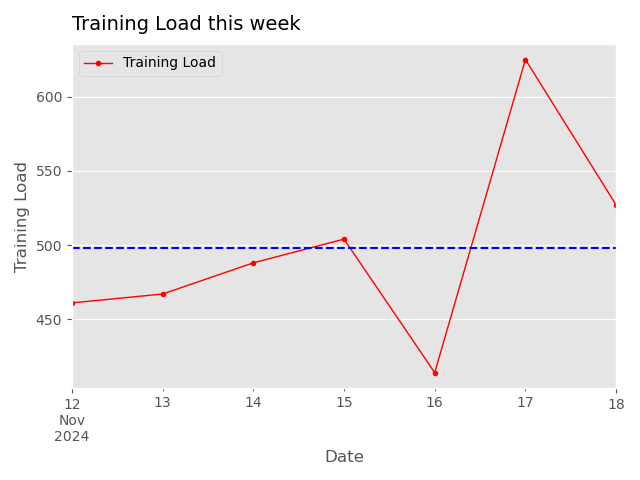 Training Load this week
Training Load
600
550
500
450
Training Load
12 13 14 15 16 17 18
Nov
2024
Date